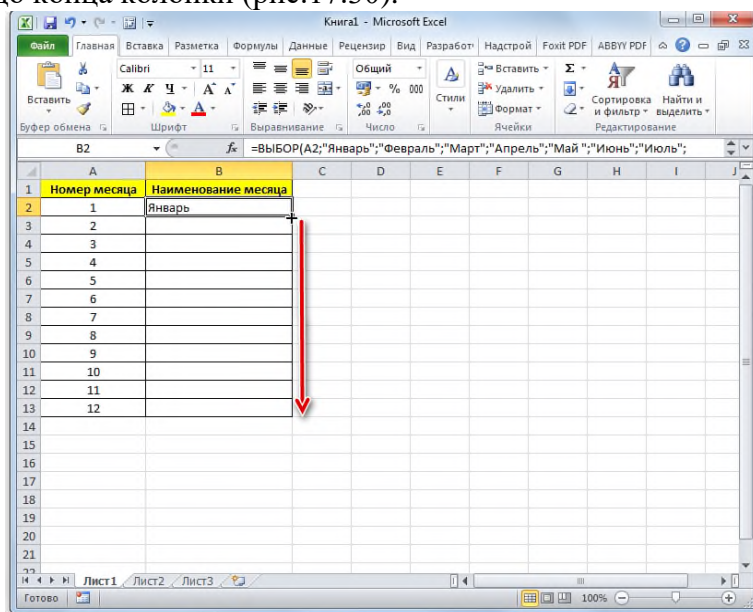 до конца колонки (рис.17.30).
Книга1 - Microsoft Excel
Файл Главная Вставка Разметка Формулы Данные Рецензир Вид Разработч Надстрой Foxit PDF ABBYY PDF
Calibri 11 Общий
Вставить Ж К Ч % 000 Стили Вставить Удалить Формат Σ Сортировка и фильтр Найти и выделить
Буфер обмена Шрифт Выравнивание Число Ячейки Редактирование
B2 fx =ВЫБОР(A2;"Январь";"Февраль";"Март";"Апрель";"Май ";"Июнь";"Июль";
A B C D E F G H I J
1 Номер месяца Наименование месяца
2 1 Январь
3 2
4 3
5 4
6 5
7 6
8 7
9 8
10 9
11 10
12 11
13 12
14
15
16
17
18
19
20
21
22
Лист1 Лист2 Лист3
Готово 100%